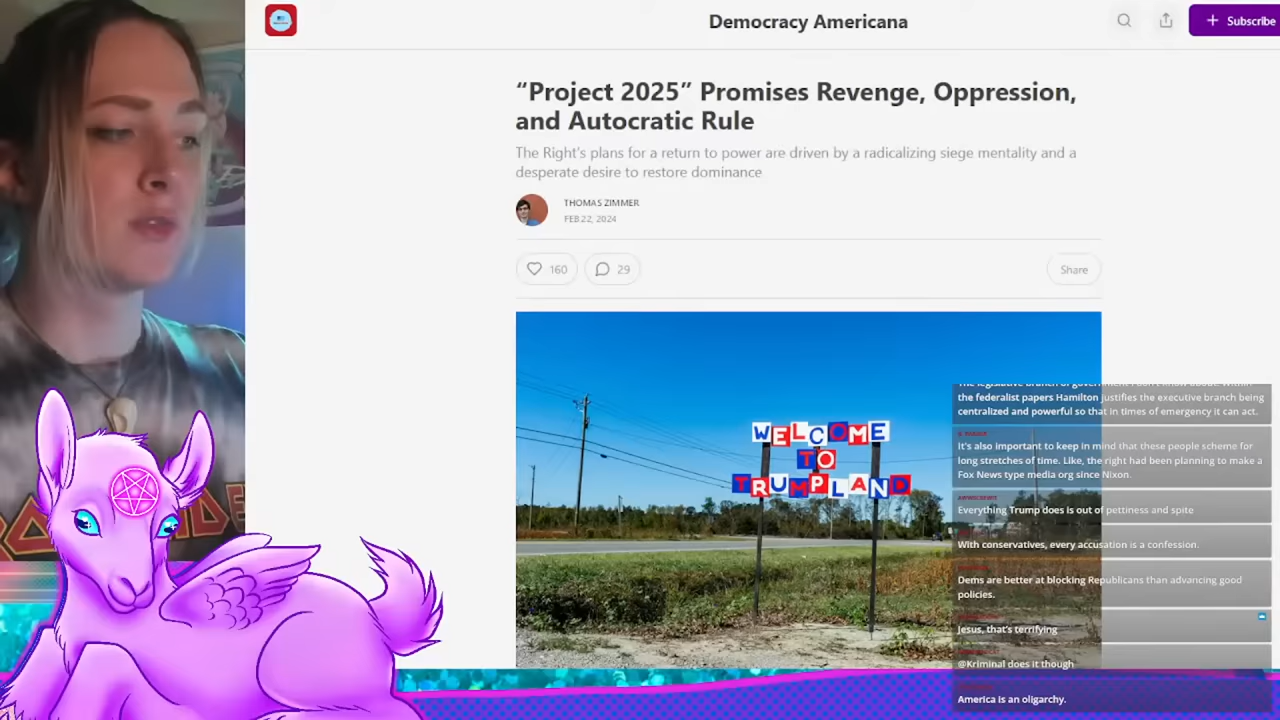 Democracy Americana
+ Subscribe
“Project 2025” Promises Revenge, Oppression,
and Autocratic Rule
The Right's plans for a return to power are driven by a radicalizing siege mentality and a
desperate desire to restore dominance
THOMAS ZIMMER
FEB 22, 2024
160
29
Share
WELCOME
TO
TRUMPLAND
the federalist papers Hamilton justifies the executive branch being
centralized and powerful so that in times of emergency it can act.
It's also important to keep in mind that these people scheme for
long stretches of time. Like, the right had been planning to make a
Fox News type media org since Nixon.
Everything Trump does is out of pettiness and spite
With conservatives, every accusation is a confession.
Dems are better at blocking Republicans than advancing good
policies.
Jesus, that's terrifying
@Kriminal does it though
America is an oligarchy.